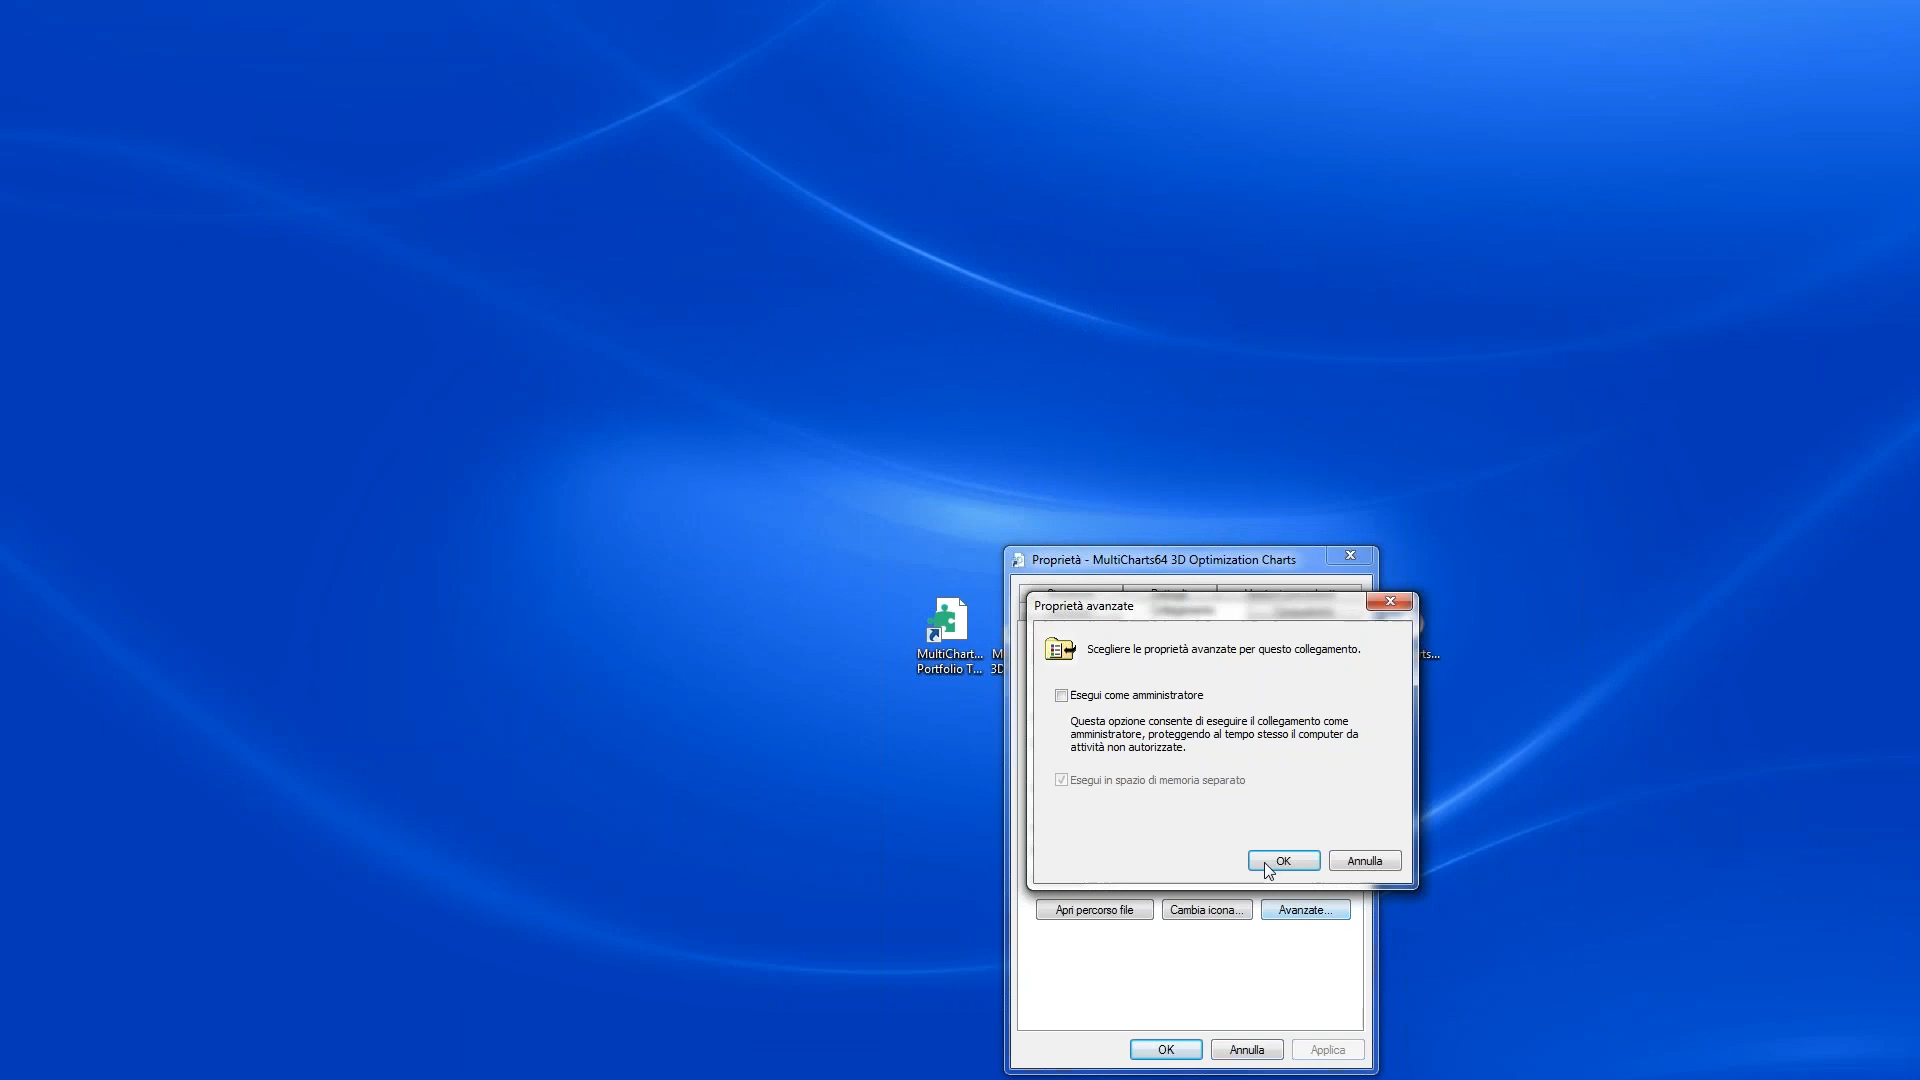 Proprietà - MultiCharts64 3D Optimization Charts
Proprietà avanzate
Scegliere le proprietà avanzate per questo collegamento.
Esegui come amministratore
Questa opzione consente di eseguire il collegamento come
amministratore, proteggendo al tempo stesso il computer da
attività non autorizzate.
Esegui in spazio di memoria separato
OK
Annulla
Apri percorso file
Cambia icona...
Avanzate...
OK
Annulla
Applica
MultiChart...
Portfolio T...
M
3D
ts...